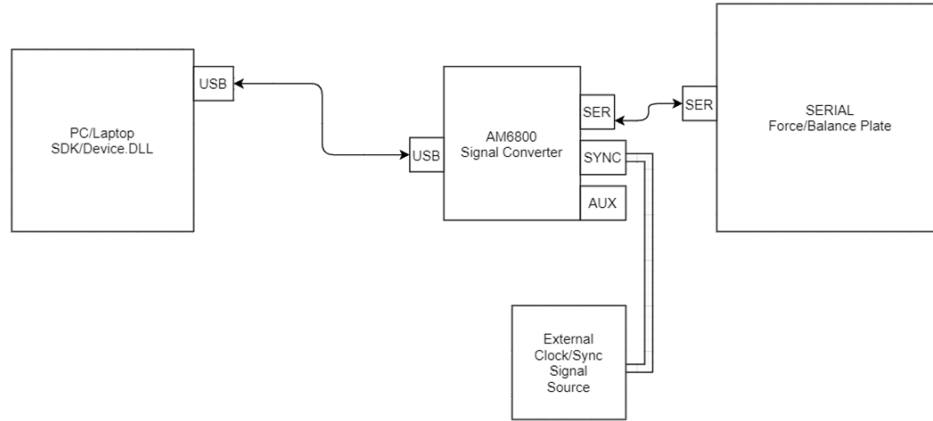 PC/Laptop
SDK/Device.DLL
USB
USB
AM6800
Signal Converter
SER
SYNC
AUX
SER
SERIAL
Force/Balance Plate
External
Clock/Sync
Signal
Source